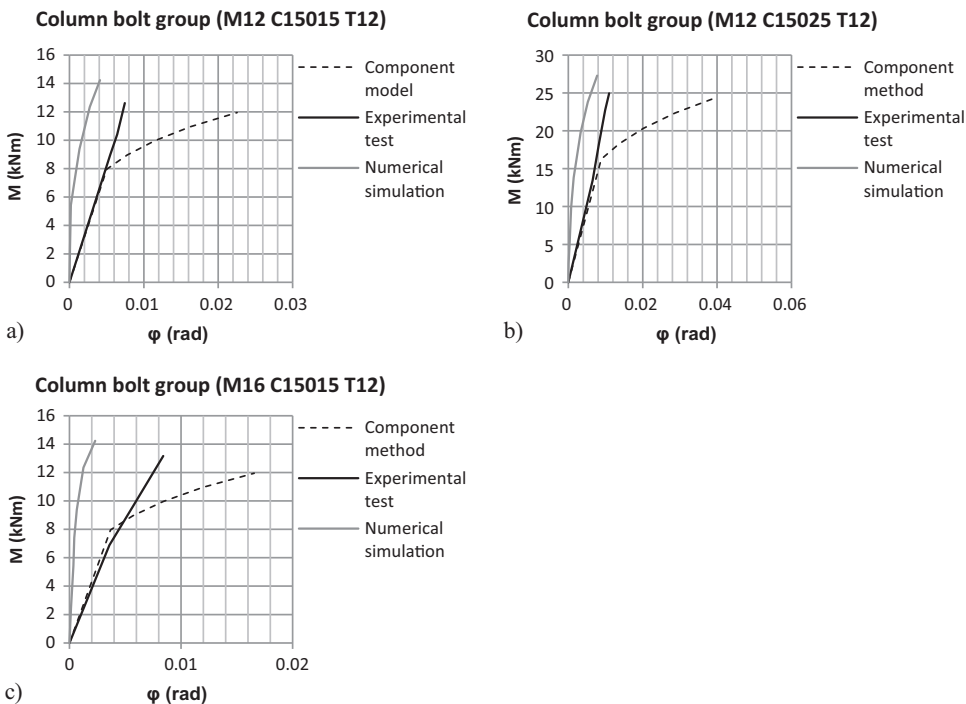 Column bolt group (M12 C15015 T12)
16
14
12
10
8
6
4
2
0
M (kNm)
0
0.01
0.02
0.03
φ (rad)
Component
model
Experimental
test
Numerical
simulation
a)
Column bolt group (M12 C15025 T12)
30
25
20
15
10
5
0
M (kNm)
0
0.02
0.04
0.06
φ (rad)
Component
method
Experimental
test
Numerical
simulation
b)
Column bolt group (M16 C15015 T12)
16
14
12
10
8
6
4
2
0
M (kNm)
0
0.01
0.02
φ (rad)
Component
method
Experimental
test
Numerical
simulation
c)